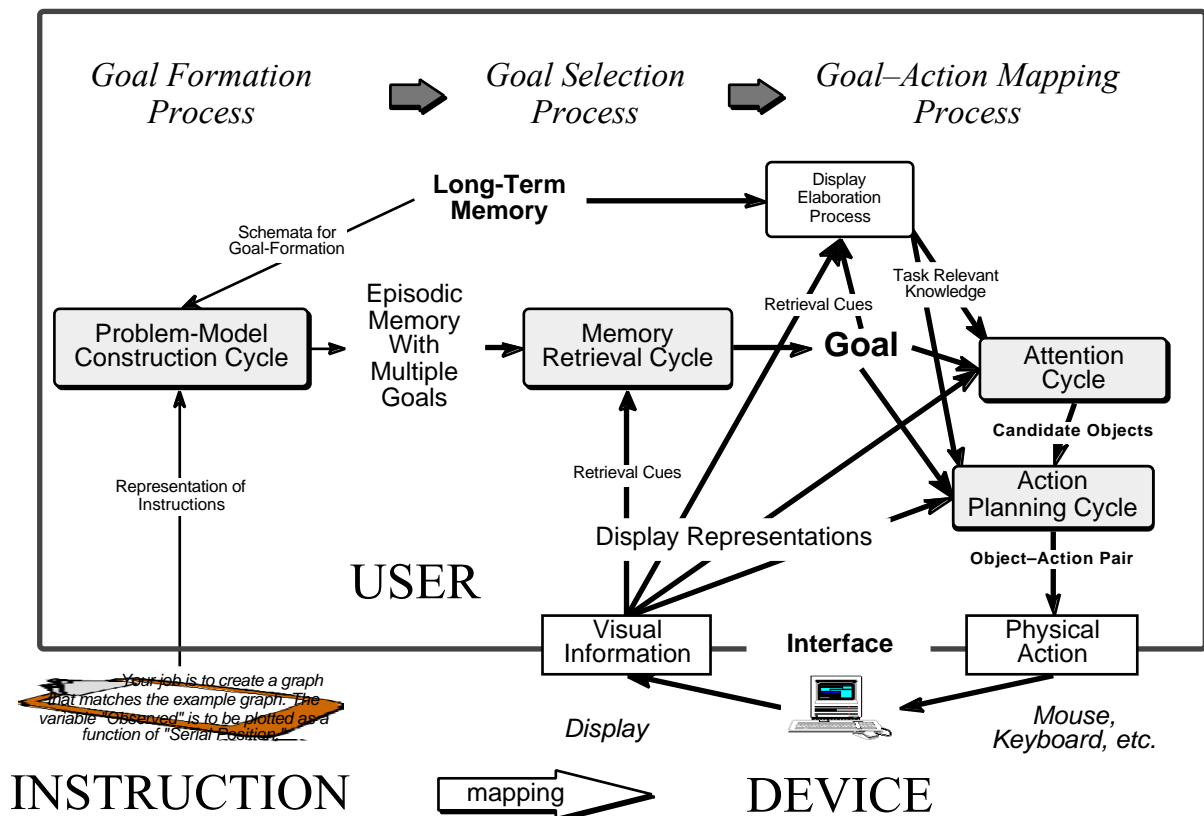 Goal Formation
Process
Goal Selection
Process
Goal–Action Mapping
Process
Long-Term
Memory
Display
Elaboration
Process
Schemata for
Goal-Formation
Task Relevant
Knowledge
Retrieval Cues
Problem-Model
Construction Cycle
Episodic
Memory
With
Multiple
Goals
Memory
Retrieval Cycle
Goal
Attention
Cycle
Candidate Objects
Retrieval Cues
Representation of
Instructions
Action
Planning Cycle
Display Representations
Object–Action Pair
USER
Visual
Information
Interface
Physical
Action
Your job is to create a graph
that matches the example graph. The
variable "Observed" is to be plotted as a
function of "Serial Position."
Display
Mouse,
Keyboard, etc.
INSTRUCTION
mapping
DEVICE